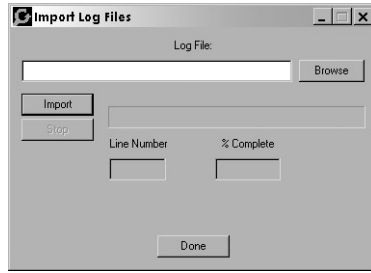 Import Log Files
Log File:
Browse
Import
Stop
Line Number
% Complete
Done